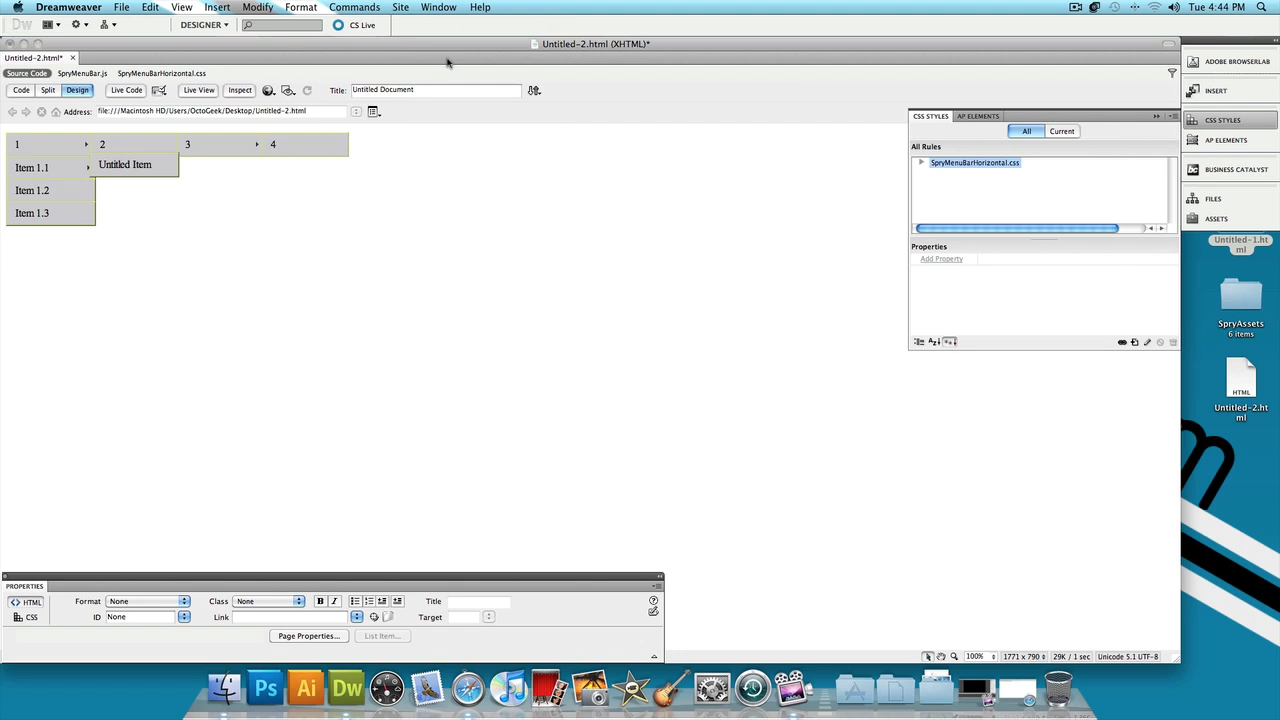 Dreamweaver File Edit View Insert Modify Format Commands Site Window Help Tue 4:44 PM
Dw DESIGNER CS Live
Untitled-2.html (XHTML)*
Untitled-2.html*
Source Code SpryMenuBar.js SpryMenuBarHorizontal.css
Code Split Design Live Code Live View Inspect Title: Untitled Document
Address: file:///Macintosh HD/Users/OctoGeek/Desktop/Untitled-2.html
1 2 3 4
Item 1.1 Untitled Item
Item 1.2
Item 1.3
CSS STYLES AP ELEMENTS
All Current
All Rules
SpryMenuBarHorizontal.css
Properties
Add Property
ADOBE BROWSERLAB
INSERT
CSS STYLES
AP ELEMENTS
BUSINESS CATALYST
FILES
ASSETS
Untitled-1.ht
ml
SpryAssets
6 items
HTML
Untitled-2.ht
ml
PROPERTIES
<> HTML Format None Class None B I Title
CSS ID None Link Target
Page Properties... List Item...
100% 1771 x 790 29K / 1 sec Unicode 5.1 UTF-8
Ps Ai Dw